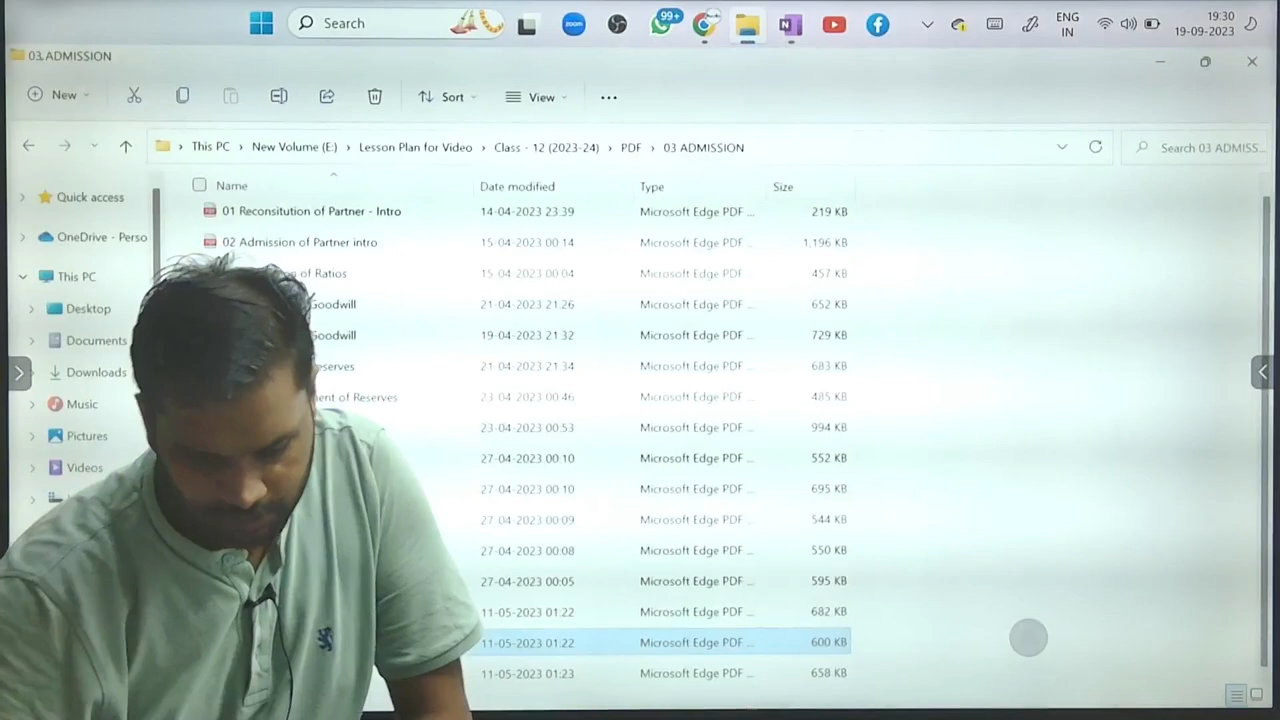 Search
99+
zoom
ENG
IN
19:30
19-09-2023
03 ADMISSION
New
Sort
View
This PC › New Volume (E:) › Lesson Plan for Video › Class - 12 (2023-24) › PDF › 03 ADMISSION
Search 03 ADMISS...
Name Date modified Type Size
Quick access
01 Reconsitution of Partner - Intro 14-04-2023 23:39 Microsoft Edge PDF ... 219 KB
OneDrive - Perso
02 Admission of Partner intro 15-04-2023 00:14 Microsoft Edge PDF ... 1,196 KB
This PC
of Ratios 15-04-2023 00:04 Microsoft Edge PDF 457 KB
Desktop
Goodwill 21-04-2023 21:26 Microsoft Edge PDF ... 652 KB
Documents
Goodwill 19-04-2023 21:32 Microsoft Edge PDF ... 729 KB
Downloads
eserves 21-04-2023 21:34 Microsoft Edge PDF ... 683 KB
Music
ent of Reserves 23-04-2023 00:46 Microsoft Edge PDF ... 485 KB
Pictures
23-04-2023 00:53 Microsoft Edge PDF ... 994 KB
Videos
27-04-2023 00:10 Microsoft Edge PDF ... 552 KB
27-04-2023 00:10 Microsoft Edge PDF ... 695 KB
27-04-2023 00:09 Microsoft Edge PDF ... 544 KB
27-04-2023 00:08 Microsoft Edge PDF ... 550 KB
27-04-2023 00:05 Microsoft Edge PDF ... 595 KB
11-05-2023 01:22 Microsoft Edge PDF ... 682 KB
11-05-2023 01:22 Microsoft Edge PDF ... 600 KB
11-05-2023 01:23 Microsoft Edge PDF ... 658 KB